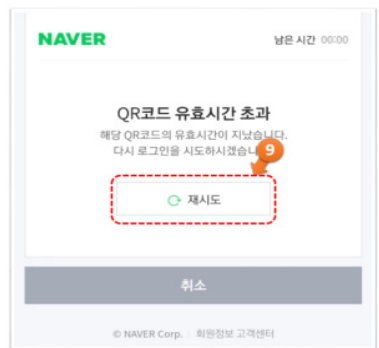 NAVER
남은 시간 00:00
QR코드 유효시간 초과
해당 QR코드의 유효시간이 지났습니다.
다시 로그인을 시도하시겠습니
9
재시도
취소
© NAVER Corp. | 회원정보 고객센터